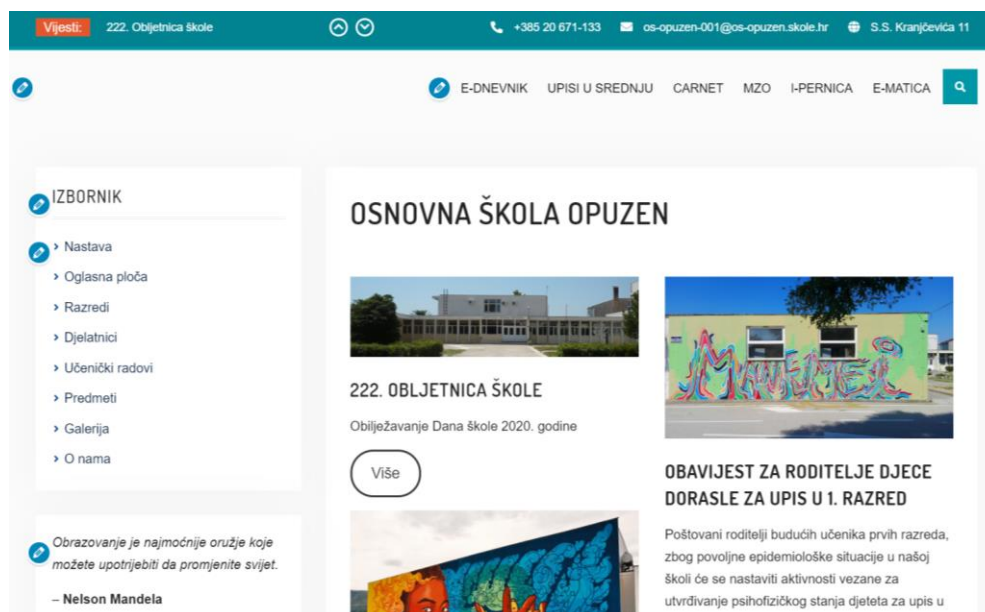 Vijesti: 222. Obljetnica škole +385 20 671-133 os-opuzen-001@os-opuzen.skole.hr S.S. Kranjčevića 11
E-DNEVNIK UPISI U SREDNJU CARNET MZO I-PERNICA E-MATICA
IZBORNIK
Nastava
Oglasna ploča
Razredi
Djelatnici
Učenički radovi
Predmeti
Galerija
O nama
Obrazovanje je najmoćnije oružje koje
možete upotrijebiti da promjenite svijet.
– Nelson Mandela
OSNOVNA ŠKOLA OPUZEN
222. OBLJETNICA ŠKOLE
Obilježavanje Dana škole 2020. godine
Više
OBAVIJEST ZA RODITELJE DJECE
DORASLE ZA UPIS U 1. RAZRED
Poštovani roditelji budućih učenika prvih razreda,
zbog povoljne epidemiološke situacije u našoj
školi će se nastaviti aktivnosti vezane za
utvrđivanje psihofizičkog stanja djeteta za upis u